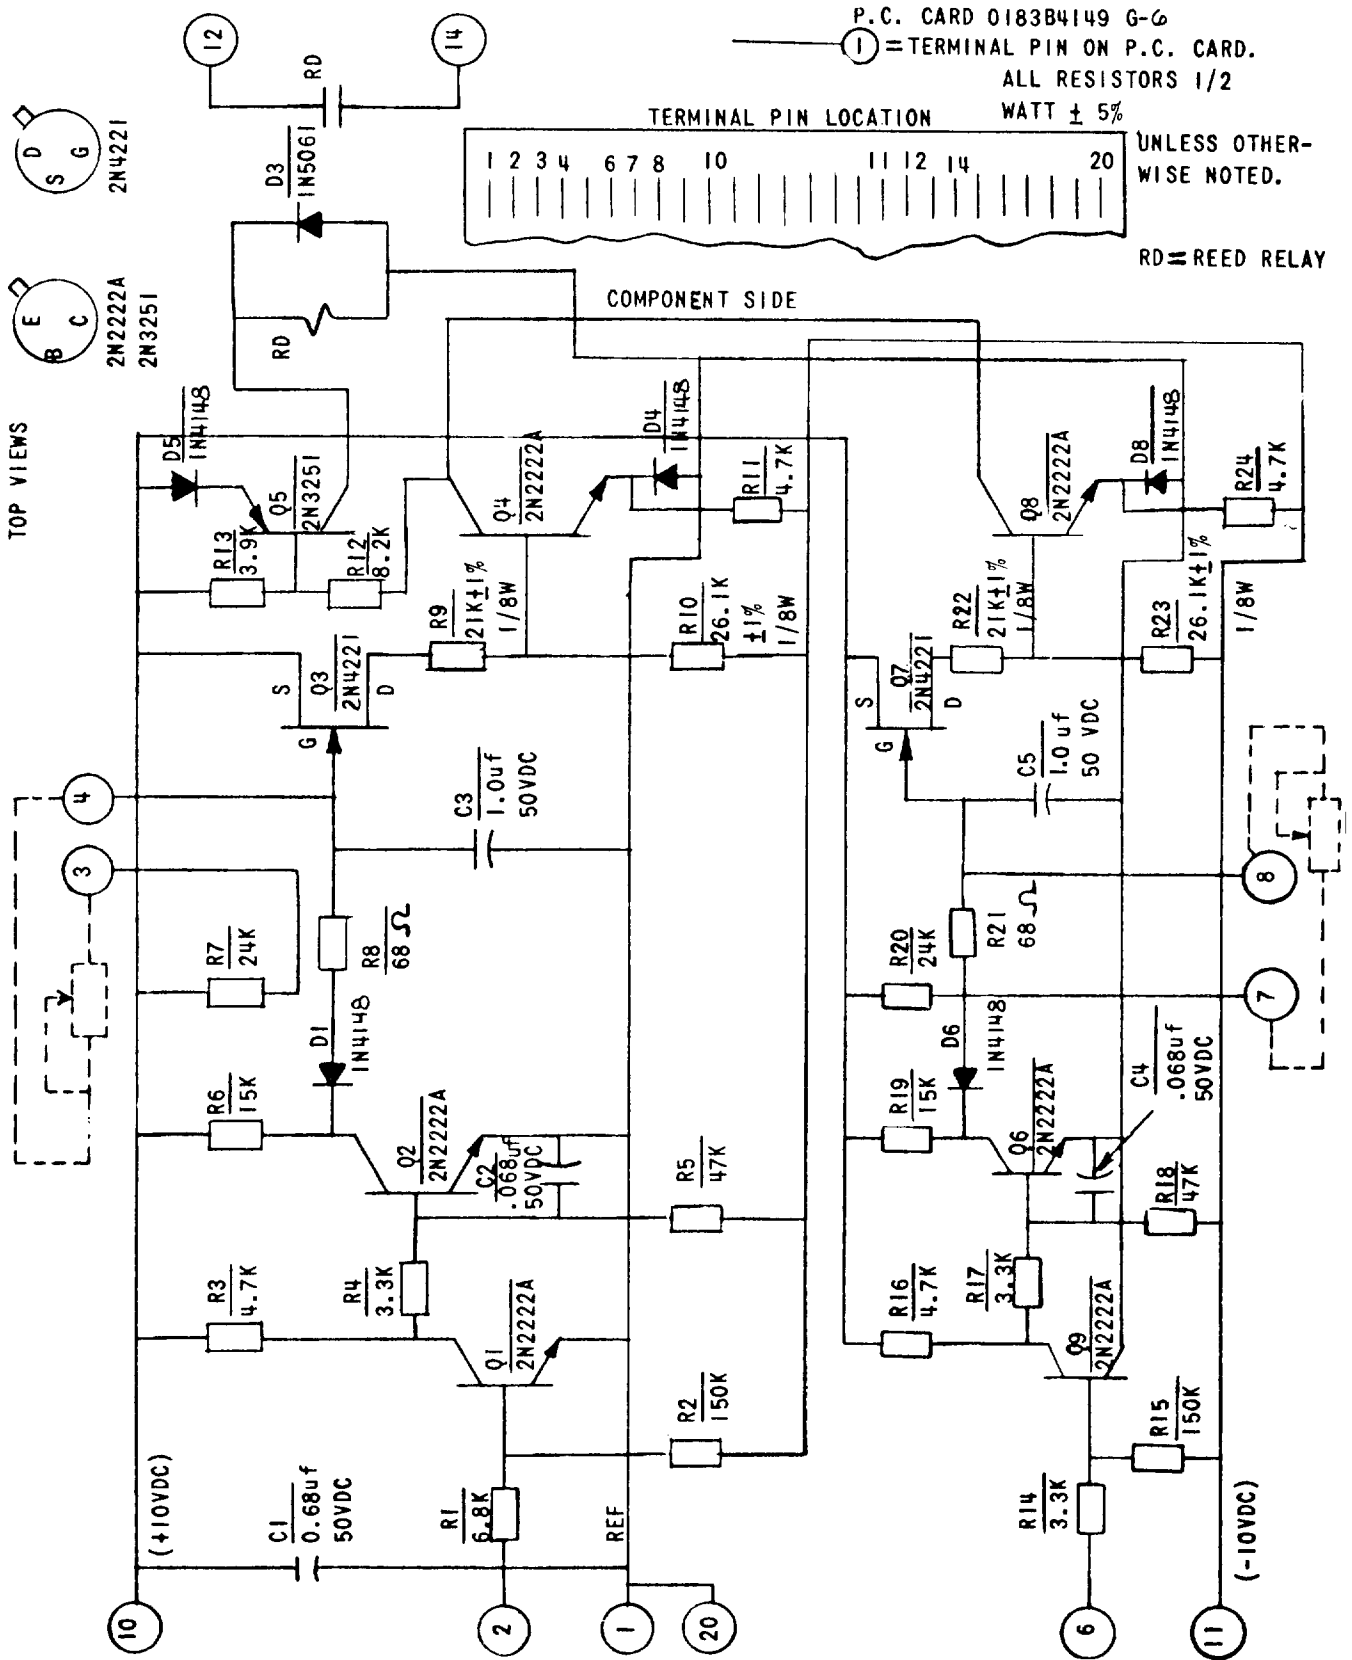 P.C. CARD 0183B4149 G-6
1 = TERMINAL PIN ON P.C. CARD.
ALL RESISTORS 1/2
WATT ± 5%
UNLESS OTHER-
WISE NOTED.
RD=REED RELAY
TERMINAL PIN LOCATION
1 2 3 4 6 7 8 10 11 12 14 20
COMPONENT SIDE
12
14
RD
D3
1N5061
RD
D
S G
2N4221
E
B C
2N2222A
2N3251
TOP VIEWS
D5
1N4148
Q5
2N3251
R13
3.9K
R12
8.2K
Q4
2N2222A
D4
1N4148
R11
4.7K
Q8
2N2222A
D8
1N4148
R24
4.7K
S
Q3
2N4221
D
G
R9
21K±1%
1/8W
R10
26.1K
±1%
1/8W
S
Q7
2N4221
D
G
R22
21K±1%
1/8W
R23
26.1K±1%
1/8W
4
3
C3
1.0uf
50VDC
C5
1.0uf
50 VDC
R7
24K
R8
68Ω
R20
24K
R21
68Ω
8
7
D1
1N4148
D6
1N4148
R6
15K
Q2
2N2222A
C2
.068uf
50VDC
R5
47K
R19
15K
Q6
2N2222A
C4
.068uf
50VDC
R18
47K
R3
4.7K
R4
3.3K
Q1
2N2222A
R2
150K
R16
4.7K
R17
3.3K
Q9
2N2222A
R15
150K
(+10VDC)
C1
0.68uf
50VDC
R1
6.8K
REF
R14
3.3K
(-10VDC)
10
2
1
20
6
11